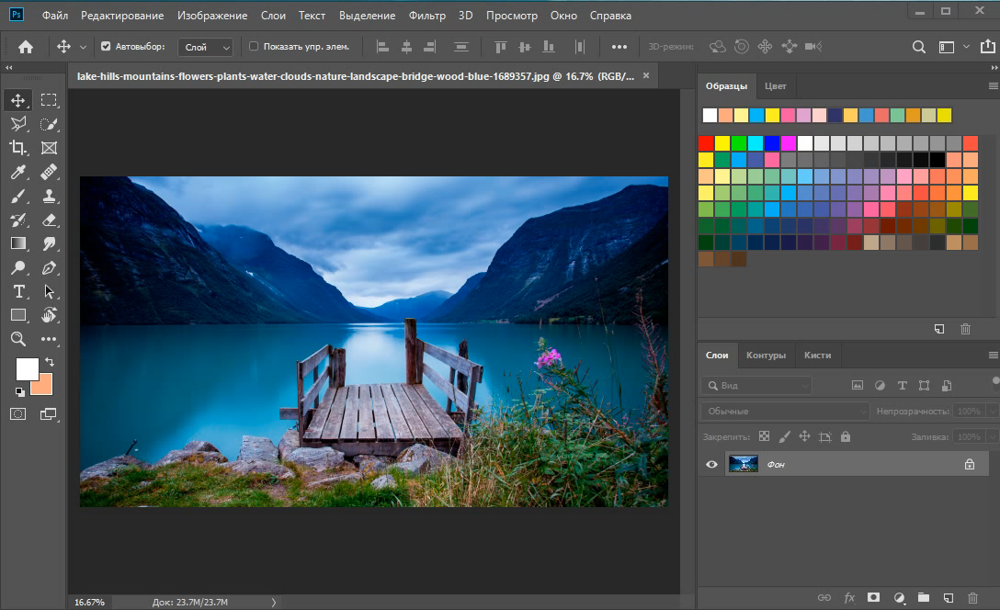 Ps Файл Редактирование Изображение Слои Текст Выделение Фильтр 3D Просмотр Окно Справка
Автовыбор: Слой Показать упр. элем. 3D-режим:
lake-hills-mountains-flowers-plants-water-clouds-nature-landscape-bridge-wood-blue-1689357.jpg @ 16.7% (RGB/...
Образцы Цвет
Слои Контуры Кисти
Вид
Обычные Непрозрачность: 100%
Закрепить: Заливка: 100%
Фон
fx
16.67% Док: 23.7M/23.7M